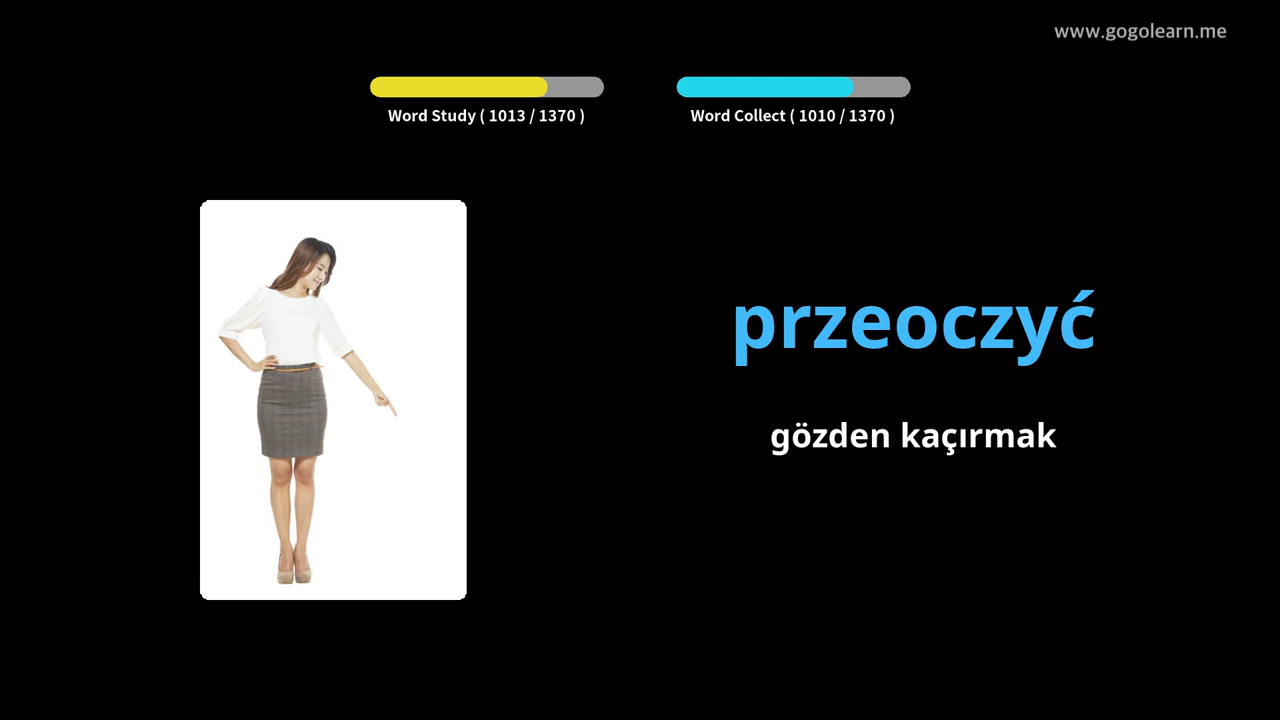 www.gogolearn.me
Word Study ( 1013 / 1370 )
Word Collect ( 1010 / 1370 )
przeoczyć
gözden kaçırmak